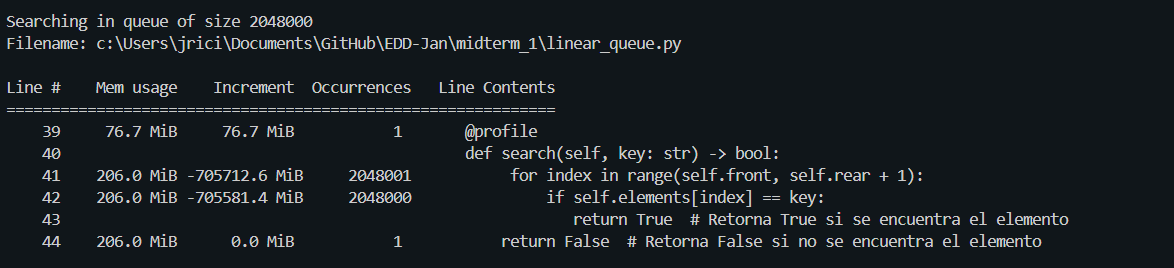 Searching in queue of size 2048000
Filename: c:\Users\jrici\Documents\GitHub\EDD-Jan\midterm_1\linear_queue.py
Line # Mem usage Increment Occurrences Line Contents
=============================================================
39 76.7 MiB 76.7 MiB 1 @profile
40 def search(self, key: str) -> bool:
41 206.0 MiB -705712.6 MiB 2048001 for index in range(self.front, self.rear + 1):
42 206.0 MiB -705581.4 MiB 2048000 if self.elements[index] == key:
43 return True # Retorna True si se encuentra el elemento
44 206.0 MiB 0.0 MiB 1 return False # Retorna False si no se encuentra el elemento